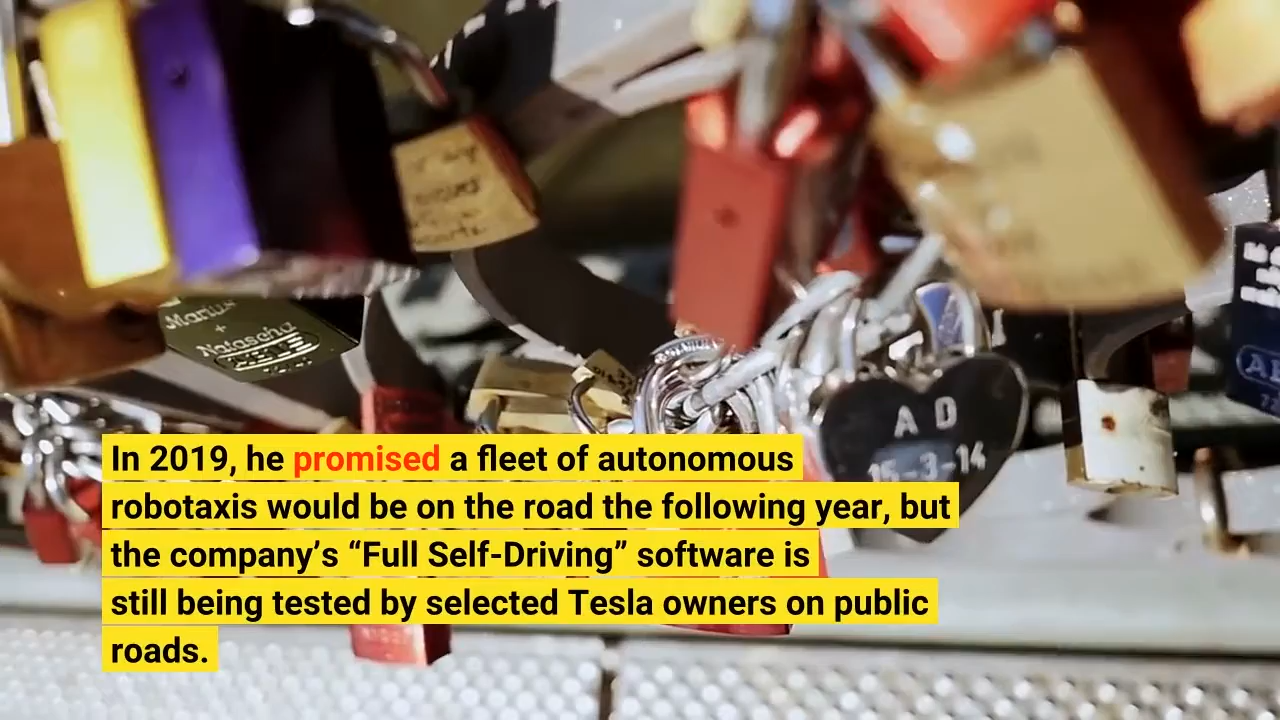 Marius
+
Natascha
A D
15-3-14
In 2019, he promised a fleet of autonomous
robotaxis would be on the road the following year, but
the company’s “Full Self-Driving” software is
still being tested by selected Tesla owners on public
roads.